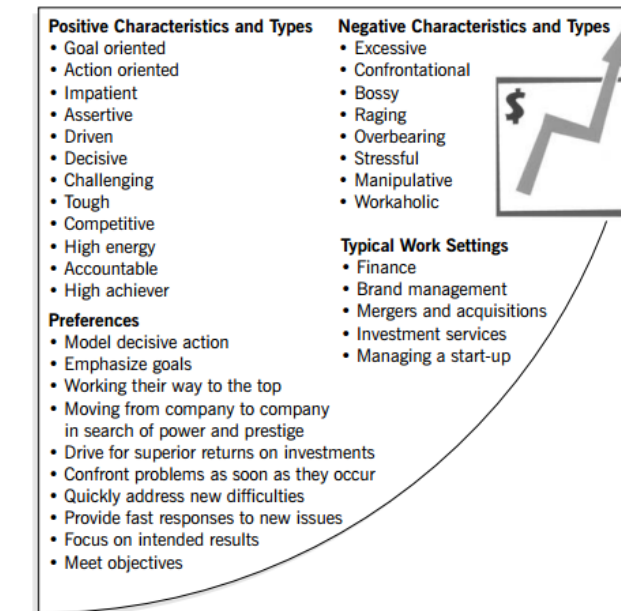 Positive Characteristics and Types
• Goal oriented
• Action oriented
• Impatient
• Assertive
• Driven
• Decisive
• Challenging
• Tough
• Competitive
• High energy
• Accountable
• High achiever
Preferences
• Model decisive action
• Emphasize goals
• Working their way to the top
• Moving from company to company
in search of power and prestige
• Drive for superior returns on investments
• Confront problems as soon as they occur
• Quickly address new difficulties
• Provide fast responses to new issues
• Focus on intended results
• Meet objectives
Negative Characteristics and Types
• Excessive
• Confrontational
• Bossy
• Raging
• Overbearing
• Stressful
• Manipulative
• Workaholic
$
Typical Work Settings
• Finance
• Brand management
• Mergers and acquisitions
• Investment services
• Managing a start-up